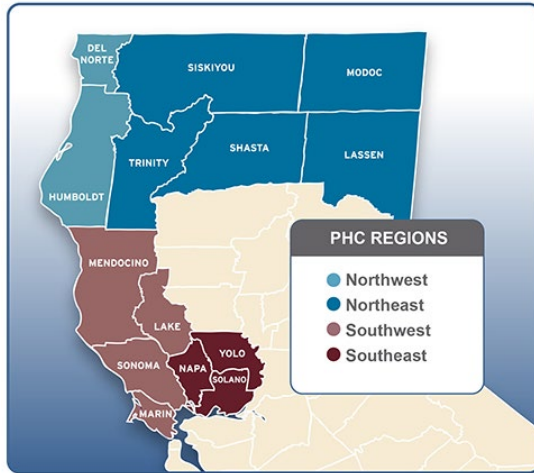 DEL
NORTE
SISKIYOU
MODOC
TRINITY
SHASTA
LASSEN
HUMBOLDT
MENDOCINO
LAKE
SONOMA
NAPA
YOLO
SOLANO
MARIN
PHC REGIONS
Northwest
Northeast
Southwest
Southeast